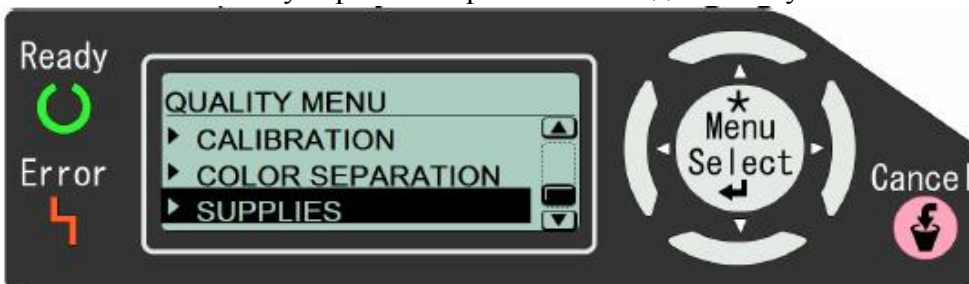 Ready
Error
QUALITY MENU
CALIBRATION
COLOR SEPARATION
SUPPLIES
* Menu
Select
Cancel